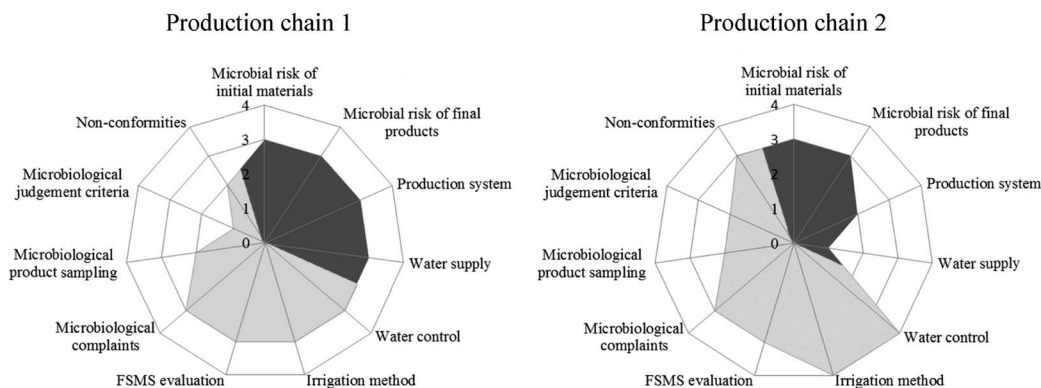 Production chain 1
Microbial risk of
initial materials
Microbial risk of final
products
Production system
Water supply
Water control
Irrigation method
FSMS evaluation
Microbiological
complaints
Microbiological
product sampling
Microbiological
judgement criteria
Non-conformities
4
3
2
1
0
Production chain 2
Microbial risk of
initial materials
Microbial risk of final
products
Production system
Water supply
Water control
Irrigation method
FSMS evaluation
Microbiological
complaints
Microbiological
product sampling
Microbiological
judgement criteria
Non-conformities
4
3
2
1
0